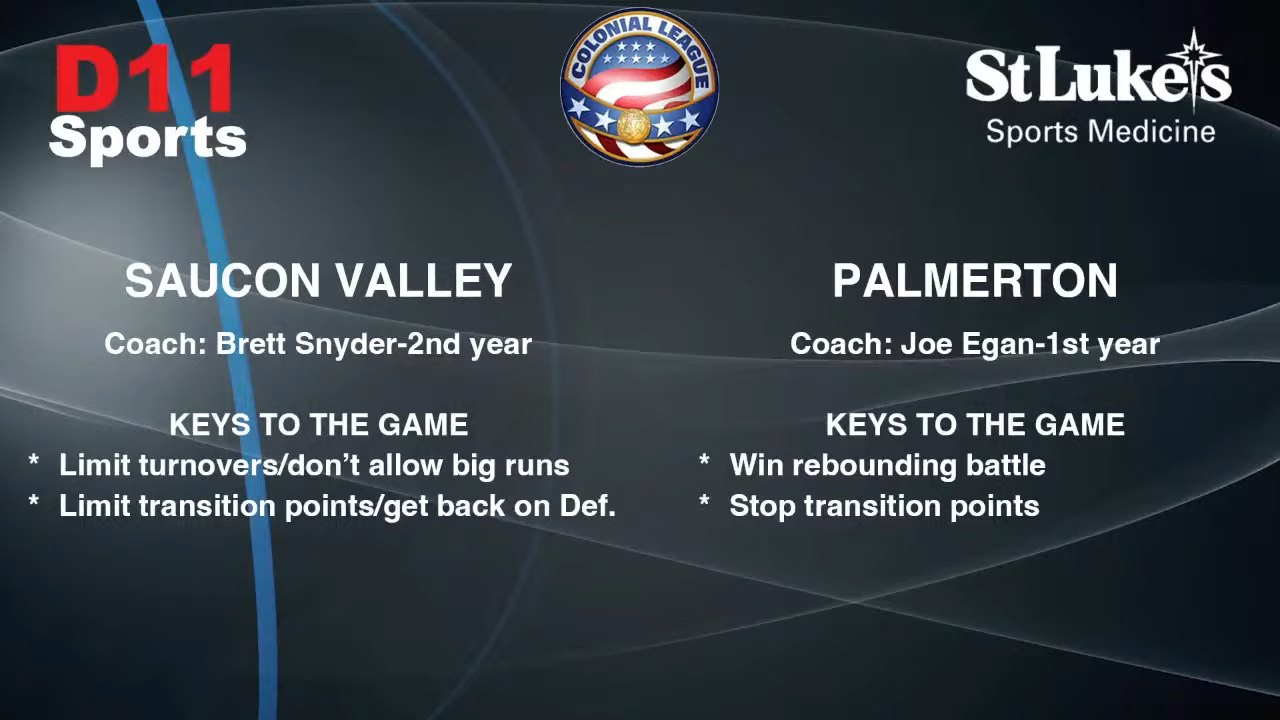 D11
Sports
COLONIAL LEAGUE
StLuke's
Sports Medicine
SAUCON VALLEY
Coach: Brett Snyder-2nd year
KEYS TO THE GAME
* Limit turnovers/don’t allow big runs
* Limit transition points/get back on Def.
PALMERTON
Coach: Joe Egan-1st year
KEYS TO THE GAME
* Win rebounding battle
* Stop transition points